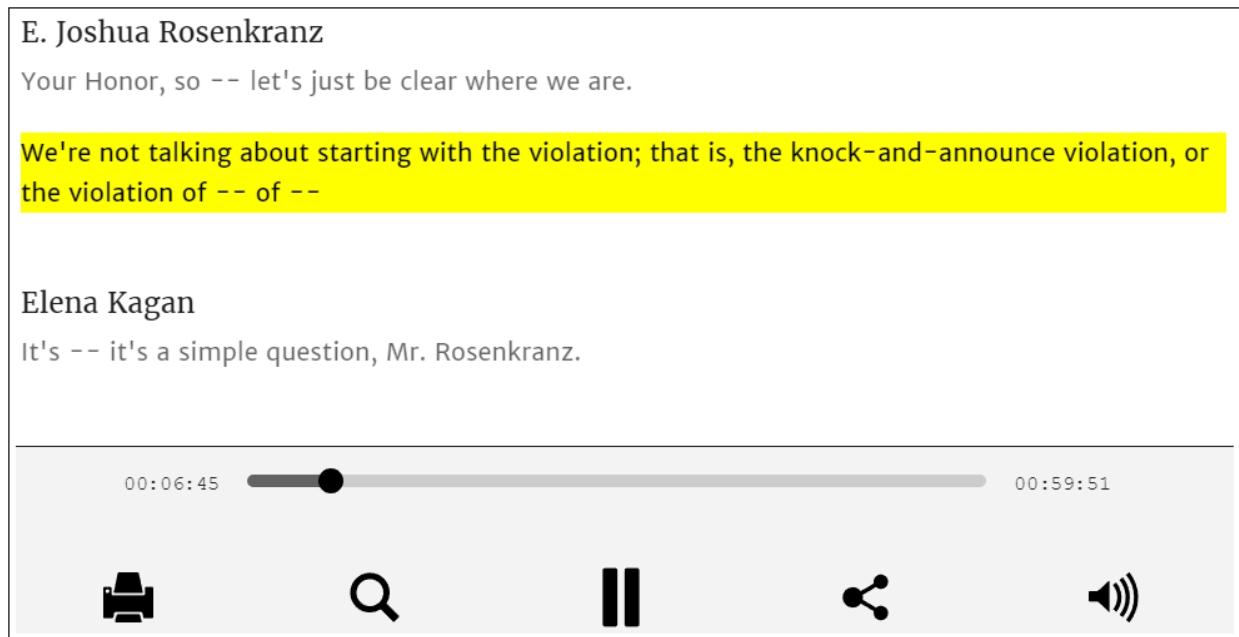 E. Joshua Rosenkranz
Your Honor, so -- let's just be clear where we are.
We're not talking about starting with the violation; that is, the knock-and-announce violation, or
the violation of -- of --
Elena Kagan
It's -- it's a simple question, Mr. Rosenkranz.
00:06:45 00:59:51